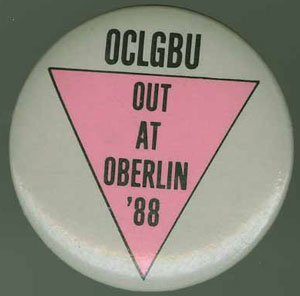 OCLGBU
OUT
AT
OBERLIN
'88